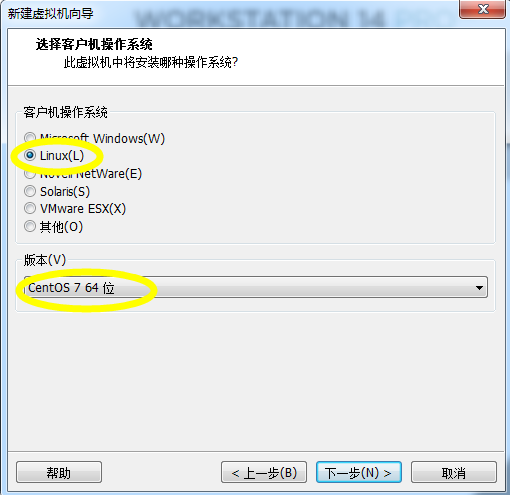 新建虚拟机向导
WORKSTATION 14 PRO
选择客户机操作系统
此虚拟机中将安装哪种操作系统?
客户机操作系统
Microsoft Windows(W)
Linux(L)
Novell NetWare(E)
Solaris(S)
VMware ESX(X)
其他(O)
版本(V)
CentOS 7 64 位
帮助
< 上一步(B)
下一步(N) >
取消